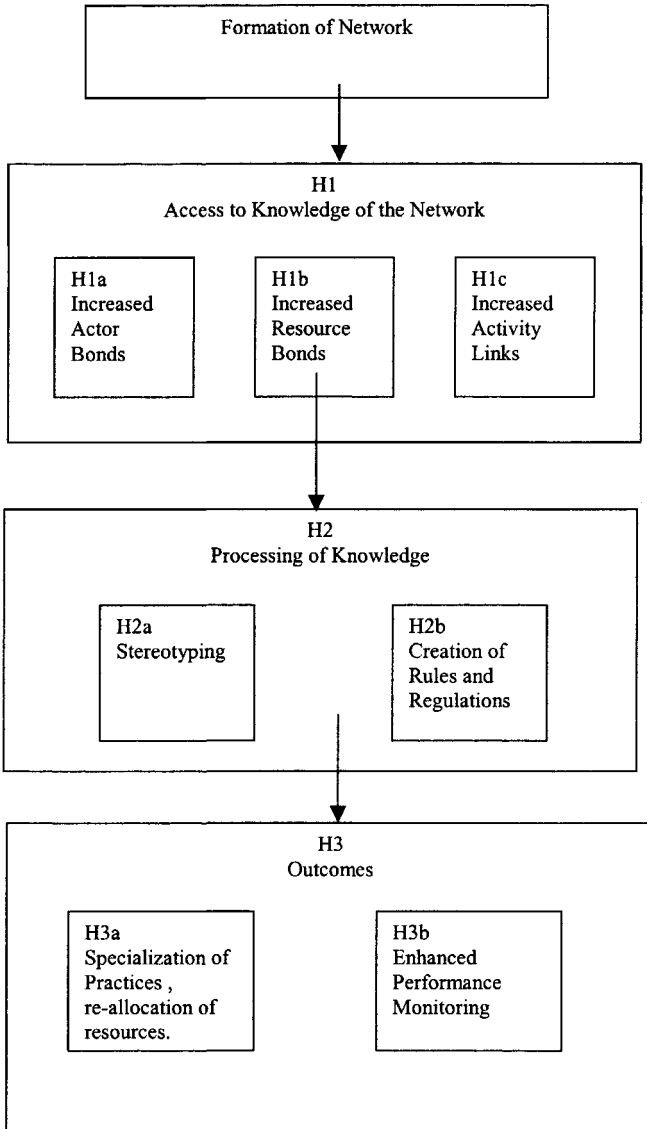 Formation of Network
H1
Access to Knowledge of the Network
H1a
Increased
Actor
Bonds
H1b
Increased
Resource
Bonds
H1c
Increased
Activity
Links
H2
Processing of Knowledge
H2a
Stereotyping
H2b
Creation of
Rules and
Regulations
H3
Outcomes
H3a
Specialization of
Practices ,
re-allocation of
resources.
H3b
Enhanced
Performance
Monitoring